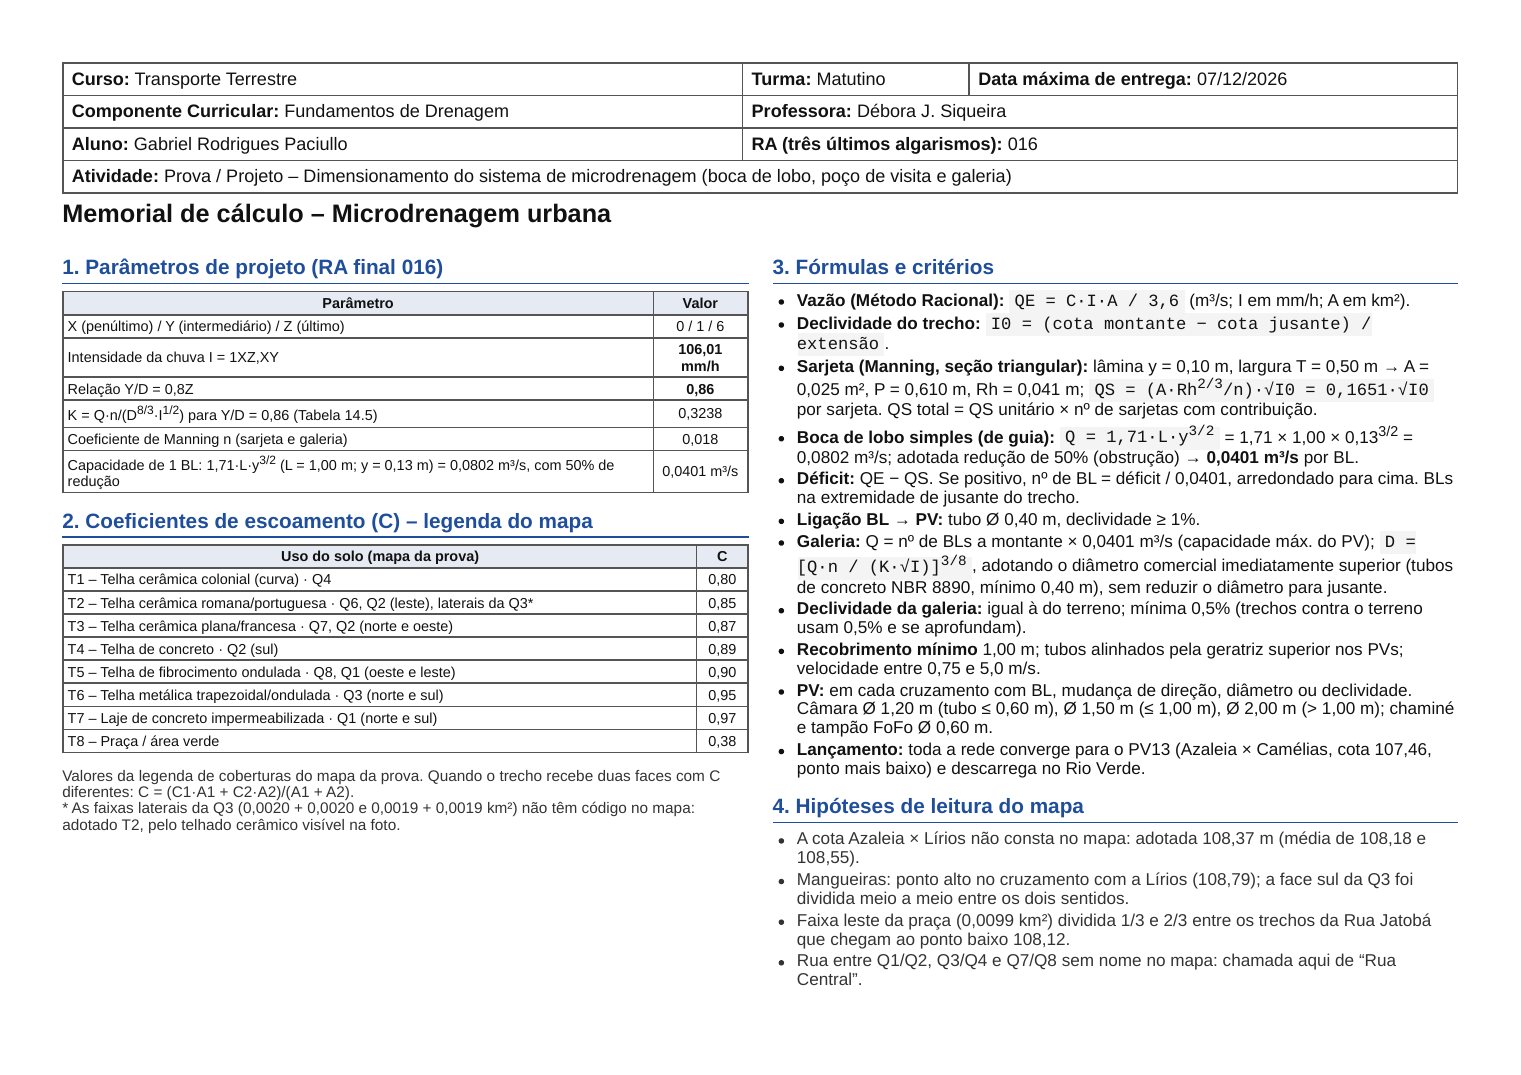 Curso: Transporte Terrestre
Turma: Matutino
Data máxima de entrega: 07/12/2026
Componente Curricular: Fundamentos de Drenagem
Professora: Débora J. Siqueira
Aluno: Gabriel Rodrigues Paciullo
RA (três últimos algarismos): 016
Atividade: Prova / Projeto – Dimensionamento do sistema de microdrenagem (boca de lobo, poço de visita e galeria)
Memorial de cálculo – Microdrenagem urbana
1. Parâmetros de projeto (RA final 016)
Parâmetro Valor
X (penúltimo) / Y (intermediário) / Z (último) 0 / 1 / 6
Intensidade da chuva I = 1XZ,XY 106,01
mm/h
Relação Y/D = 0,8Z 0,86
K = Q·n/(D8/3·I1/2) para Y/D = 0,86 (Tabela 14.5) 0,3238
Coeficiente de Manning n (sarjeta e galeria) 0,018
Capacidade de 1 BL: 1,71·L·y3/2 (L = 1,00 m; y = 0,13 m) = 0,0802 m³/s, com 50% de
redução 0,0401 m³/s
2. Coeficientes de escoamento (C) – legenda do mapa
Uso do solo (mapa da prova) C
T1 – Telha cerâmica colonial (curva) · Q4 0,80
T2 – Telha cerâmica romana/portuguesa · Q6, Q2 (leste), laterais da Q3* 0,85
T3 – Telha cerâmica plana/francesa · Q7, Q2 (norte e oeste) 0,87
T4 – Telha de concreto · Q2 (sul) 0,89
T5 – Telha de fibrocimento ondulada · Q8, Q1 (oeste e leste) 0,90
T6 – Telha metálica trapezoidal/ondulada · Q3 (norte e sul) 0,95
T7 – Laje de concreto impermeabilizada · Q1 (norte e sul) 0,97
T8 – Praça / área verde 0,38
Valores da legenda de coberturas do mapa da prova. Quando o trecho recebe duas faces com C
diferentes: C = (C1·A1 + C2·A2)/(A1 + A2).
* As faixas laterais da Q3 (0,0020 + 0,0020 e 0,0019 + 0,0019 km²) não têm código no mapa:
adotado T2, pelo telhado cerâmico visível na foto.
3. Fórmulas e critérios
• Vazão (Método Racional): QE = C·I·A / 3,6 (m³/s; I em mm/h; A em km²).
• Declividade do trecho: I0 = (cota montante − cota jusante) /
extensão.
• Sarjeta (Manning, seção triangular): lâmina y = 0,10 m, largura T = 0,50 m → A =
0,025 m², P = 0,610 m, Rh = 0,041 m; QS = (A·Rh2/3/n)·√I0 = 0,1651·√I0
por sarjeta. QS total = QS unitário × nº de sarjetas com contribuição.
• Boca de lobo simples (de guia): Q = 1,71·L·y3/2 = 1,71 × 1,00 × 0,133/2 =
0,0802 m³/s; adotada redução de 50% (obstrução) → 0,0401 m³/s por BL.
• Déficit: QE − QS. Se positivo, nº de BL = déficit / 0,0401, arredondado para cima. BLs
na extremidade de jusante do trecho.
• Ligação BL → PV: tubo Ø 0,40 m, declividade ≥ 1%.
• Galeria: Q = nº de BLs a montante × 0,0401 m³/s (capacidade máx. do PV); D =
[Q·n / (K·√I)]3/8, adotando o diâmetro comercial imediatamente superior (tubos
de concreto NBR 8890, mínimo 0,40 m), sem reduzir o diâmetro para jusante.
• Declividade da galeria: igual à do terreno; mínima 0,5% (trechos contra o terreno
usam 0,5% e se aprofundam).
• Recobrimento mínimo 1,00 m; tubos alinhados pela geratriz superior nos PVs;
velocidade entre 0,75 e 5,0 m/s.
• PV: em cada cruzamento com BL, mudança de direção, diâmetro ou declividade.
Câmara Ø 1,20 m (tubo ≤ 0,60 m), Ø 1,50 m (≤ 1,00 m), Ø 2,00 m (> 1,00 m); chaminé
e tampão FoFo Ø 0,60 m.
• Lançamento: toda a rede converge para o PV13 (Azaleia × Camélias, cota 107,46,
ponto mais baixo) e descarrega no Rio Verde.
4. Hipóteses de leitura do mapa
• A cota Azaleia × Lírios não consta no mapa: adotada 108,37 m (média de 108,18 e
108,55).
• Mangueiras: ponto alto no cruzamento com a Lírios (108,79); a face sul da Q3 foi
dividida meio a meio entre os dois sentidos.
• Faixa leste da praça (0,0099 km²) dividida 1/3 e 2/3 entre os trechos da Rua Jatobá
que chegam ao ponto baixo 108,12.
• Rua entre Q1/Q2, Q3/Q4 e Q7/Q8 sem nome no mapa: chamada aqui de “Rua
Central”.